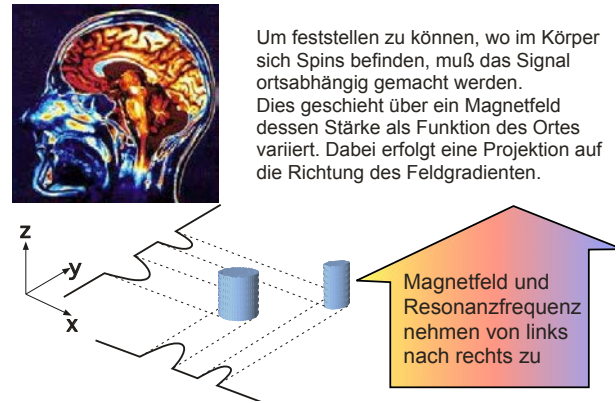 Um feststellen zu können, wo im Körper
sich Spins befinden, muß das Signal
ortsabhängig gemacht werden.
Dies geschieht über ein Magnetfeld
dessen Stärke als Funktion des Ortes
variiert. Dabei erfolgt eine Projektion auf
die Richtung des Feldgradienten.
z
y
x
Magnetfeld und
Resonanzfrequenz
nehmen von links
nach rechts zu